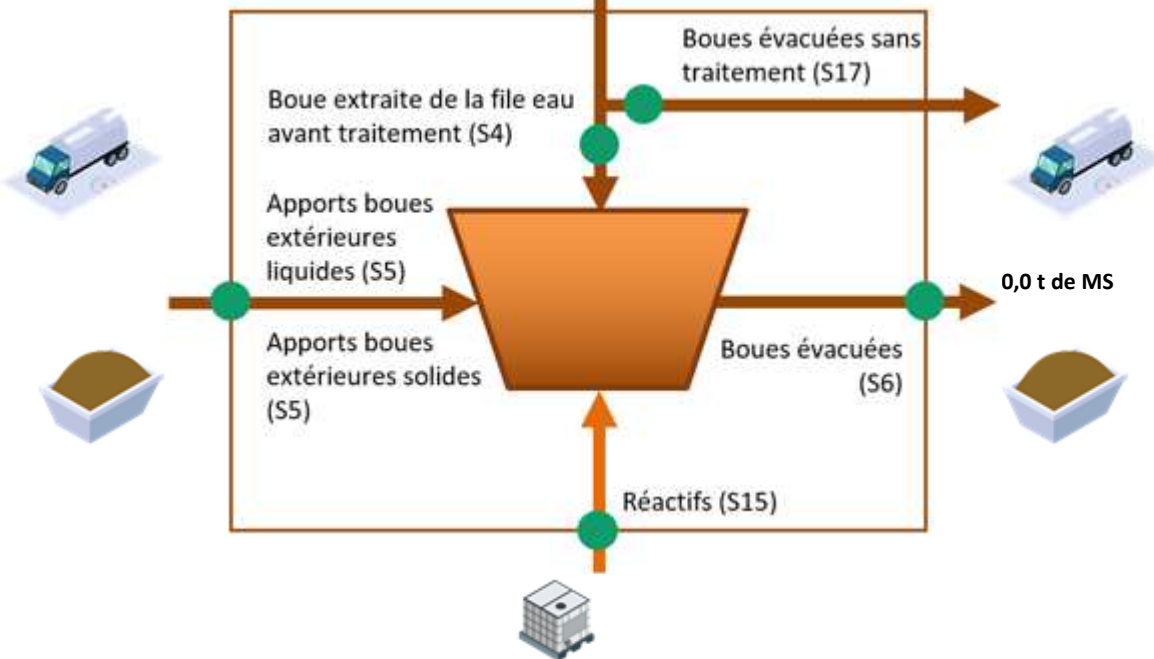 Boues évacuées sans
traitement (S17)
Boue extraite de la file eau
avant traitement (S4)
Apports boues
extérieures
liquides (S5)
0,0 t de MS
Apports boues
extérieures solides
(S5)
Boues évacuées
(S6)
Réactifs (S15)